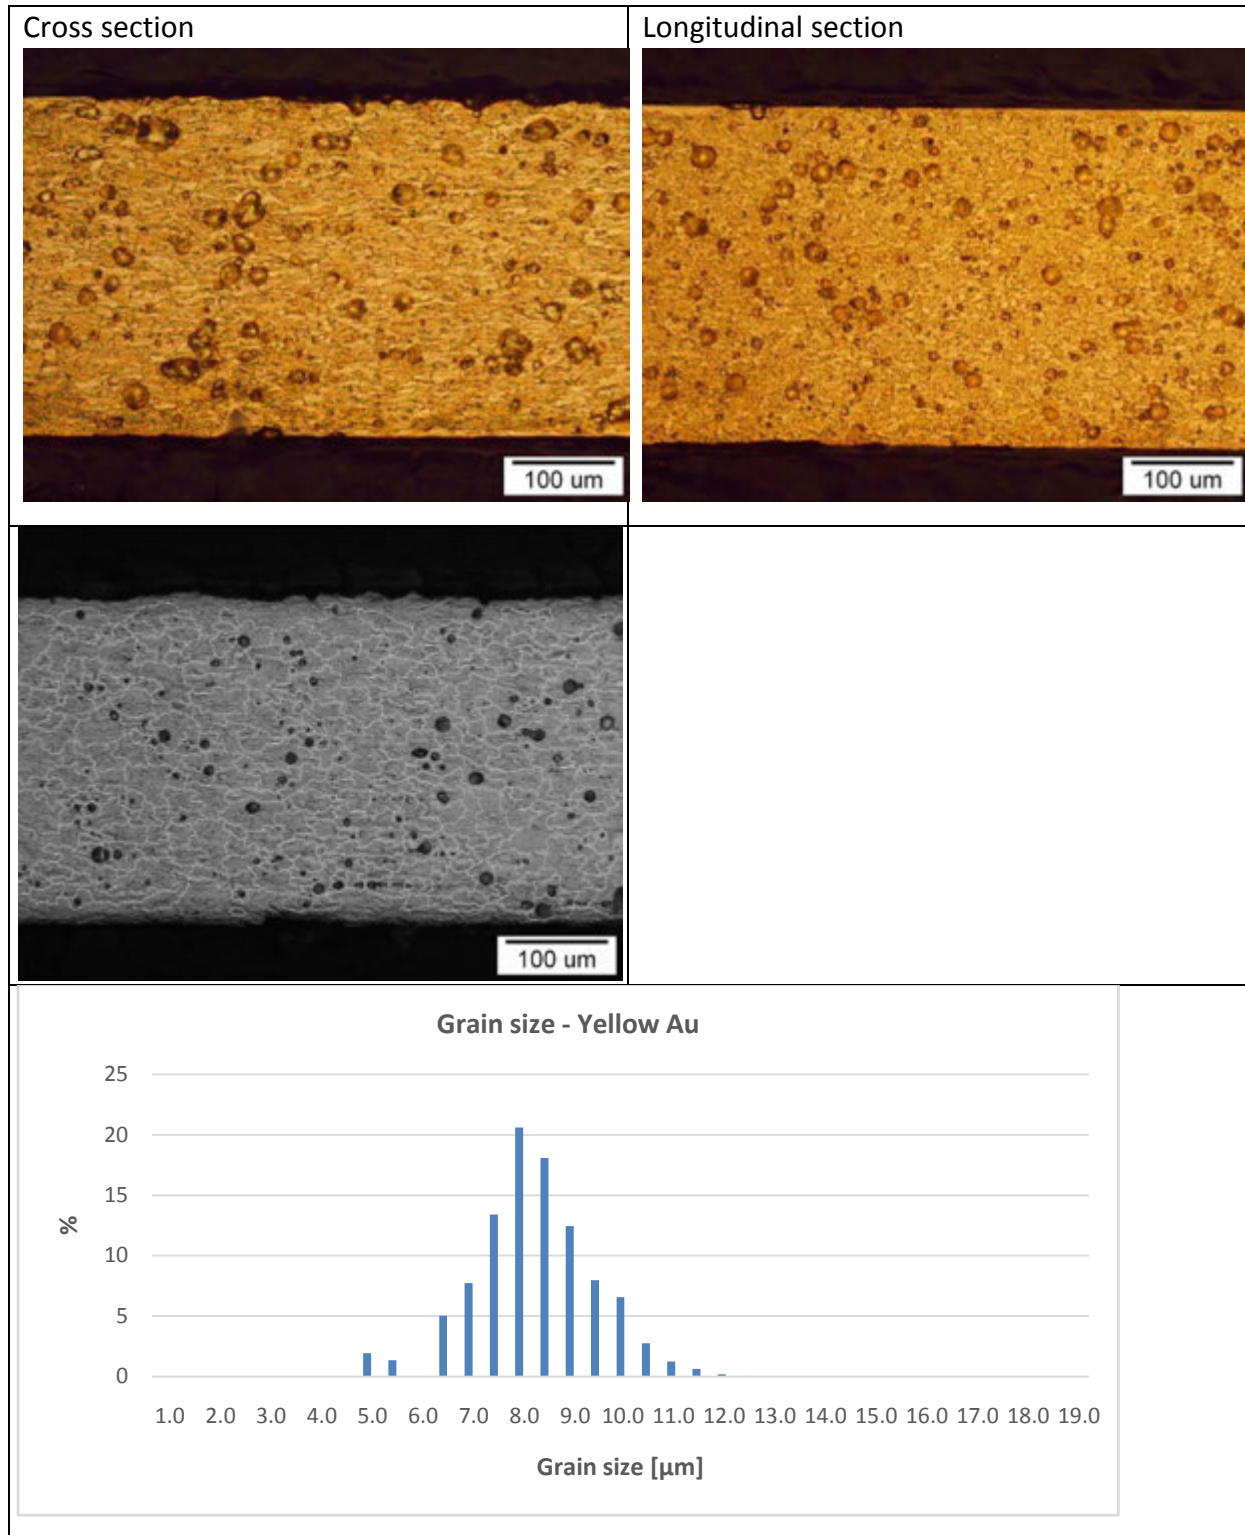 Cross section
Longitudinal section
100 um
100 um
100 um
Grain size - Yellow Au
25
20
15
10
5
0
%
1.0 2.0 3.0 4.0 5.0 6.0 7.0 8.0 9.0 10.0 11.0 12.0 13.0 14.0 15.0 16.0 17.0 18.0 19.0
Grain size [µm]